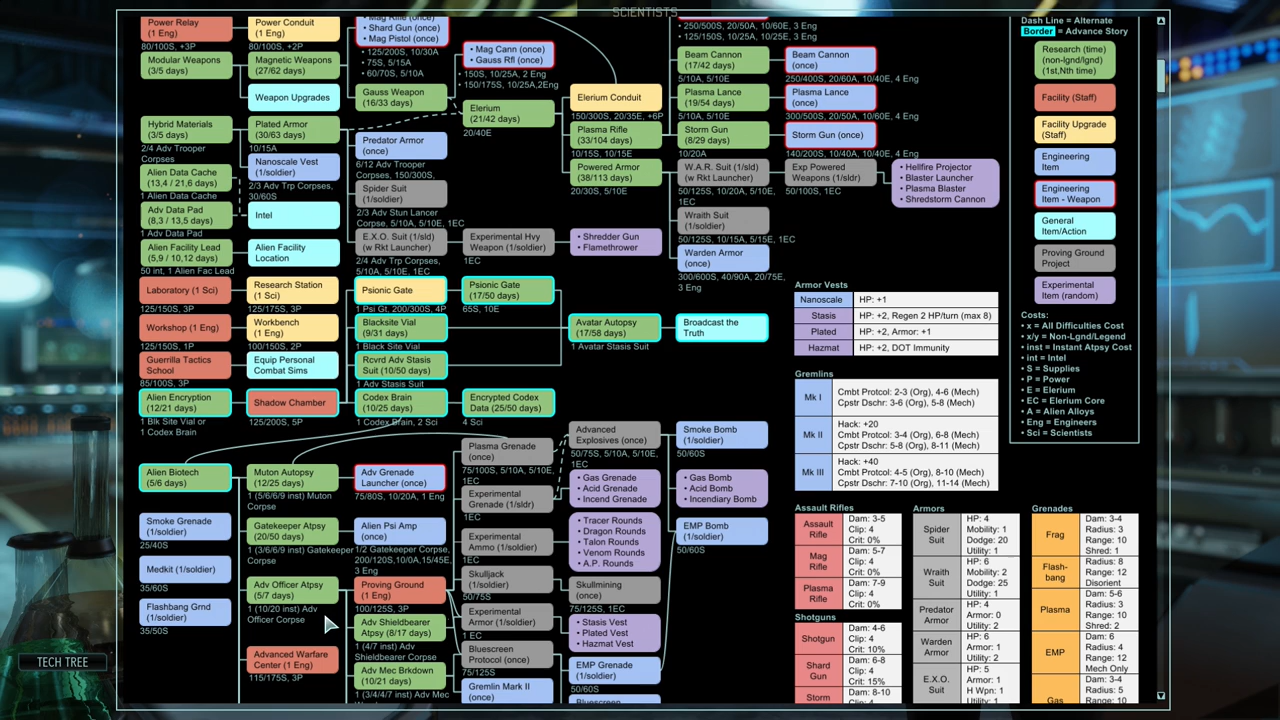 SCIENTISTS
Power Relay
(1 Eng)
80/100S, +3P
Power Conduit
(1 Eng)
80/100S, +2P
• Mag Rifle (once)
• Shard Gun (once)
• Mag Pistol (once)
• 125/200S, 10/30A
• 75S, 5/15A
• 60/70S, 5/10A
• Mag Cann (once)
• Gauss Rfl (once)
• 150S, 10/25A, 2 Eng
• 150/175S, 10/25A,2Eng
• 250/500S, 20/50A, 10/60E, 3 Eng
• 125/150S, 10/25A, 10/25E, 3 Eng
Modular Weapons
(3/5 days)
Magnetic Weapons
(27/62 days)
Weapon Upgrades
Gauss Weapon
(16/33 days)
Elerium
(21/42 days)
20/40E
Elerium Conduit
150/300S, 20/35E, +6P
Beam Cannon
(17/42 days)
5/10A, 5/10E
Beam Cannon
(once)
250/400S, 20/60A, 10/40E, 4 Eng
Plasma Lance
(19/54 days)
5/10A, 5/10E
Plasma Lance
(once)
300/500S, 20/50A, 10/60E, 4 Eng
Plasma Rifle
(33/104 days)
10/15S, 10/15E
Storm Gun
(8/29 days)
10/20A
Storm Gun (once)
140/200S, 10/40A, 10/40E, 4 Eng
Hybrid Materials
(3/5 days)
2/4 Adv Trooper
Corpses
Plated Armor
(30/63 days)
10/15A
Nanoscale Vest
(once)
2/3 Adv Trp Corpses,
30/60S
Predator Armor
(once)
6/12 Adv Trooper
Corpses, 150/300S,
Powered Armor
(38/113 days)
20/30S, 5/10E
W.A.R. Suit (1/sld)
(w Rkt Launcher)
50/125S, 10/20A, 5/10E,
1EC
Exp Powered
Weapons (1/sldr)
50/100S, 1EC
• Hellfire Projector
• Blaster Launcher
• Plasma Blaster
• Shredstorm Cannon
Alien Data Cache
(13,4 / 21,6 days)
1 Alien Data Cache
Spider Suit
(1/soldier)
2/3 Adv Stun Lancer
Corpse, 5/10A, 5/10E, 1EC
Wraith Suit
(1/soldier)
50/125S, 10/15A, 5/15E, 1EC
Adv Data Pad
(8,3 / 13,5 days)
1 Adv Data Pad
Intel
Alien Facility Lead
(5,9 / 10,12 days)
50 int, 1 Alien Fac Lead
Alien Facility
Location
E.X.O. Suit (1/sld)
(w Rkt Launcher)
2/4 Adv Trp Corpses,
5/10A, 5/10E, 1EC
Experimental Hvy
Weapon (1/soldier)
1EC
• Shredder Gun
• Flamethrower
Warden Armor
(once)
300/600S, 40/90A, 20/75E,
3 Eng
Laboratory (1 Sci)
125/150S, 3P
Research Station
(1 Sci)
125/175S, 3P
Psionic Gate
1 Psi Gt, 200/300S, 4P
Psionic Gate
(17/50 days)
65S, 10E
Workshop (1 Eng)
125/150S, 1P
Workbench
(1 Eng)
100/150S, 2P
Blacksite Vial
(9/31 days)
1 Black Site Vial
Avatar Autopsy
(17/58 days)
1 Avatar Stasis Suit
Broadcast the
Truth
Guerrilla Tactics
School
85/100S, 3P
Equip Personal
Combat Sims
Rcvrd Adv Stasis
Suit (10/50 days)
1 Adv Stasis Suit
Alien Encryption
(12/21 days)
1 Blk Site Vial or
1 Codex Brain
Shadow Chamber
125/200S, 5P
Codex Brain
(10/25 days)
1 Codex Brain, 2 Sci
Encrypted Codex
Data (25/50 days)
4 Sci
Alien Biotech
(5/6 days)
Muton Autopsy
(12/25 days)
1 (5/6/6/9 inst) Muton
Corpse
Adv Grenade
Launcher (once)
75/80S, 10/20A, 1 Eng
Plasma Grenade
(once)
75/100S, 5/10A, 5/10E,
1EC
Advanced
Explosives (once)
50/75S, 5/10A, 5/10E,
1EC
Smoke Bomb
(1/soldier)
50/60S
Experimental
Grenade (1/sldr)
1EC
• Gas Grenade
• Acid Grenade
• Incend Grenade
• Gas Bomb
• Acid Bomb
• Incendiary Bomb
Smoke Grenade
(1/soldier)
25/40S
Gatekeeper Atpsy
(20/50 days)
1 (3/6/6/9 inst) Gatekeeper
Corpse
Alien Psi Amp
(once)
1/2 Gatekeeper Corpse,
200/120S, 10/0A,15/45E,
3 Eng
Experimental
Ammo (1/soldier)
1EC
• Tracer Rounds
• Dragon Rounds
• Talon Rounds
• Venom Rounds
• A.P. Rounds
EMP Bomb
(1/soldier)
50/60S
Medkit (1/soldier)
35/60S
Flashbang Grnd
(1/soldier)
35/50S
Adv Officer Atpsy
(5/7 days)
1 (10/20 inst) Adv
Officer Corpse
Proving Ground
(1 Eng)
100/125S, 3P
Skulljack
(1/soldier)
50/75S
Skullmining
(once)
75/125S, 1EC
Adv Shieldbearer
Atpsy (8/17 days)
1 (4/7 inst) Adv
Shieldbearer Corpse
Experimental
Armor (1/soldier)
1 EC
• Stasis Vest
• Plated Vest
• Hazmat Vest
Advanced Warfare
Center (1 Eng)
115/175S, 3P
Adv Mec Brkdown
(10/21 days)
1 (3/4/4/7 inst) Adv Mec
Bluescreen
Protocol (once)
75/125S
EMP Grenade
(1/soldier)
50/60S
Gremlin Mark II
(once)
Bluescreen
Dash Line = Alternate
Border = Advance Story
Research (time)
(non-lgnd/lgnd)
(1st,Nth time)
Facility (Staff)
Facility Upgrade
(Staff)
Engineering
Item
Engineering
Item - Weapon
General
Item/Action
Proving Ground
Project
Experimental
Item (random)
Costs:
• x = All Difficulties Cost
• x/y = Non-Lgnd/Legend
• inst = Instant Atpsy Cost
• int = Intel
• S = Supplies
• P = Power
• E = Elerium
• EC = Elerium Core
• A = Alien Alloys
• Eng = Engineers
• Sci = Scientists
Armor Vests
Nanoscale HP: +1
Stasis HP: +2, Regen 2 HP/turn (max 8)
Plated HP: +2, Armor: +1
Hazmat HP: +2, DOT Immunity
Gremlins
Mk I
Cmbt Protcol: 2-3 (Org), 4-6 (Mech)
Cpstr Dschr: 3-6 (Org), 5-8 (Mech)
Mk II
Hack: +20
Cmbt Protcol: 3-4 (Org), 6-8 (Mech)
Cpstr Dschr: 5-8 (Org), 8-11 (Mech)
Mk III
Hack: +40
Cmbt Protcol: 4-5 (Org), 8-10 (Mech)
Cpstr Dschr: 7-10 (Org), 11-14 (Mech)
Assault Rifles
Assault
Rifle
Dam: 3-5
Clip: 4
Crit: 0%
Mag
Rifle
Dam: 5-7
Clip: 4
Crit: 0%
Plasma
Rifle
Dam: 7-9
Clip: 4
Crit: 0%
Shotguns
Shotgun
Dam: 4-6
Clip: 4
Crit: 10%
Shard
Gun
Dam: 6-8
Clip: 4
Crit: 15%
Storm
Dam: 8-10
Clip: 4
Armors
Spider
Suit
HP: 4
Mobility: 1
Dodge: 20
Utility: 1
Wraith
Suit
HP: 6
Mobility: 2
Dodge: 25
Utility: 1
Predator
Armor
HP: 4
Armor: 0
Utility: 2
Warden
Armor
HP: 6
Armor: 1
Utility: 2
E.X.O.
Suit
HP: 5
Armor: 1
H Wpn: 1
Utility: 1
Grenades
Frag
Dam: 3-4
Radius: 3
Range: 10
Shred: 1
Flash-
bang
Radius: 8
Range: 12
Disorient
Plasma
Dam: 5-6
Radius: 3
Range: 10
Shred: 2
EMP
Dam: 6
Radius: 4
Range: 12
Mech Only
Gas
Dam: 3-4
Radius: 5
Range: 10
TECH TREE